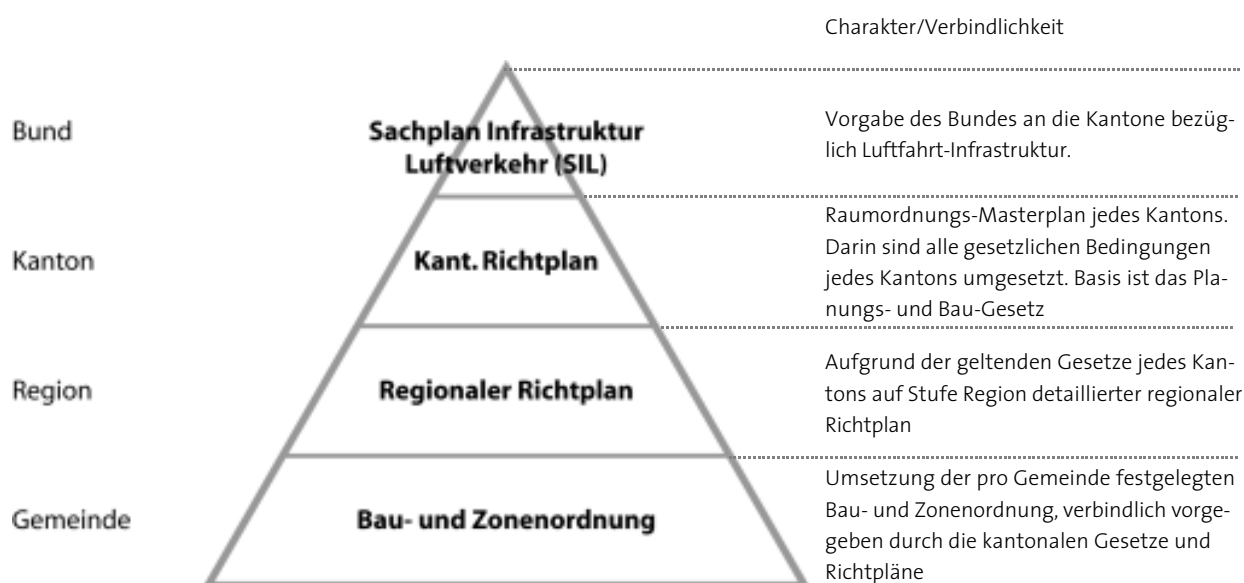 Charakter/Verbindlichkeit
Bund
Sachplan Infrastruktur
Luftverkehr (SIL)
Vorgabe des Bundes an die Kantone bezüg-
lich Luftfahrt-Infrastruktur.
Kanton
Kant. Richtplan
Raumordnungs-Masterplan jedes Kantons.
Darin sind alle gesetzlichen Bedingungen
jedes Kantons umgesetzt. Basis ist das Pla-
nungs- und Bau-Gesetz
Region
Regionaler Richtplan
Aufgrund der geltenden Gesetze jedes Kan-
tons auf Stufe Region detaillierter regionaler
Richtplan
Gemeinde
Bau- und Zonenordnung
Umsetzung der pro Gemeinde festgelegten
Bau- und Zonenordnung, verbindlich vorge-
geben durch die kantonalen Gesetze und
Richtpläne